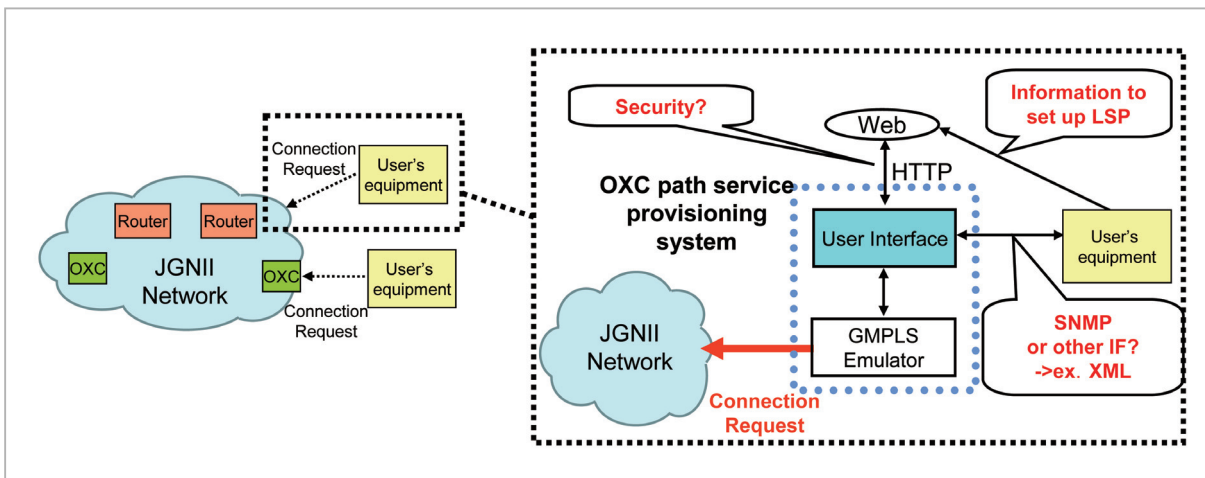 Connection
Request
User's
equipment
Router
Router
OXC
JGNII
Network
OXC
User's
equipment
Connection
Request
Security?
Information to
set up LSP
Web
HTTP
OXC path service
provisioning
system
User Interface
User's
equipment
JGNII
Network
GMPLS
Emulator
SNMP
or other IF?
->ex. XML
Connection
Request